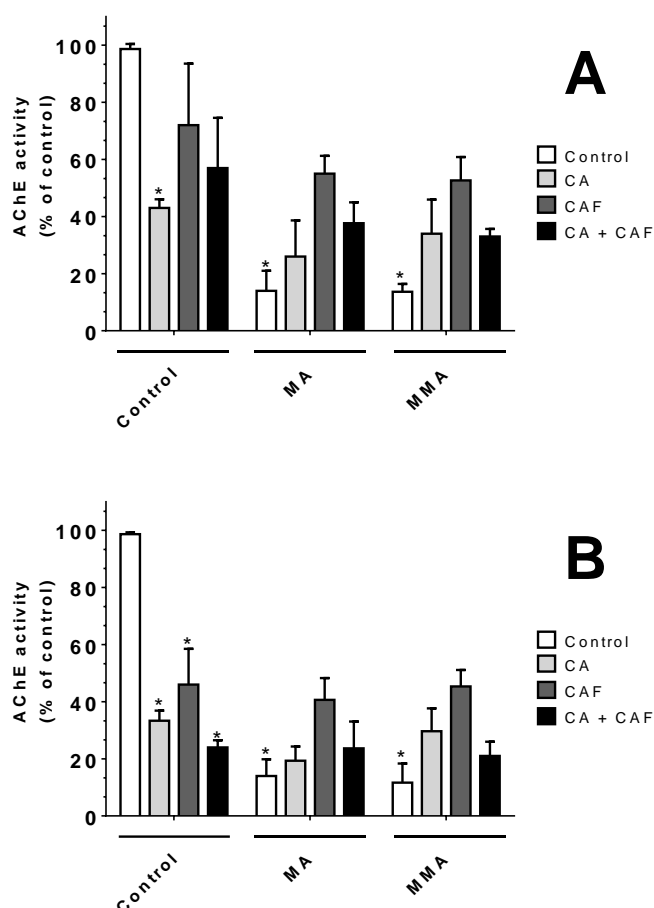 A
AChE activity
(% of control)
100
80
60
40
20
0
*
*
*
Control
MA
MMA
Control
CA
CAF
CA + CAF
B
AChE activity
(% of control)
100
80
60
40
20
0
*
*
*
*
*
Control
MA
MMA
Control
CA
CAF
CA + CAF